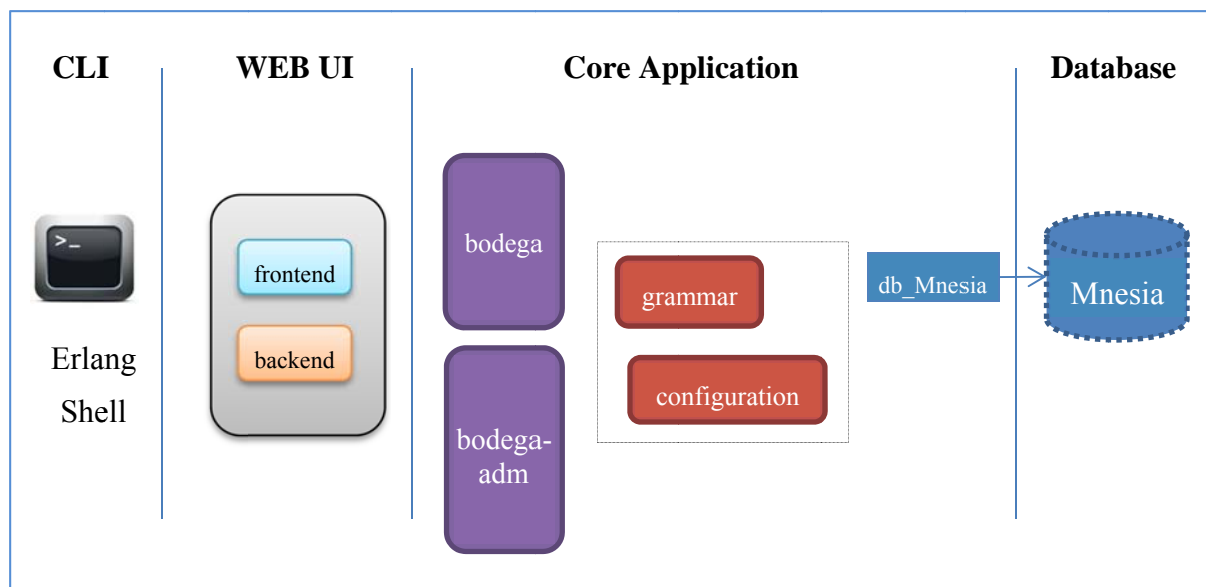 CLI
WEB UI
Core Application
Database
>_
Erlang
Shell
frontend
backend
bodega
bodega-
adm
grammar
configuration
db_Mnesia
Mnesia